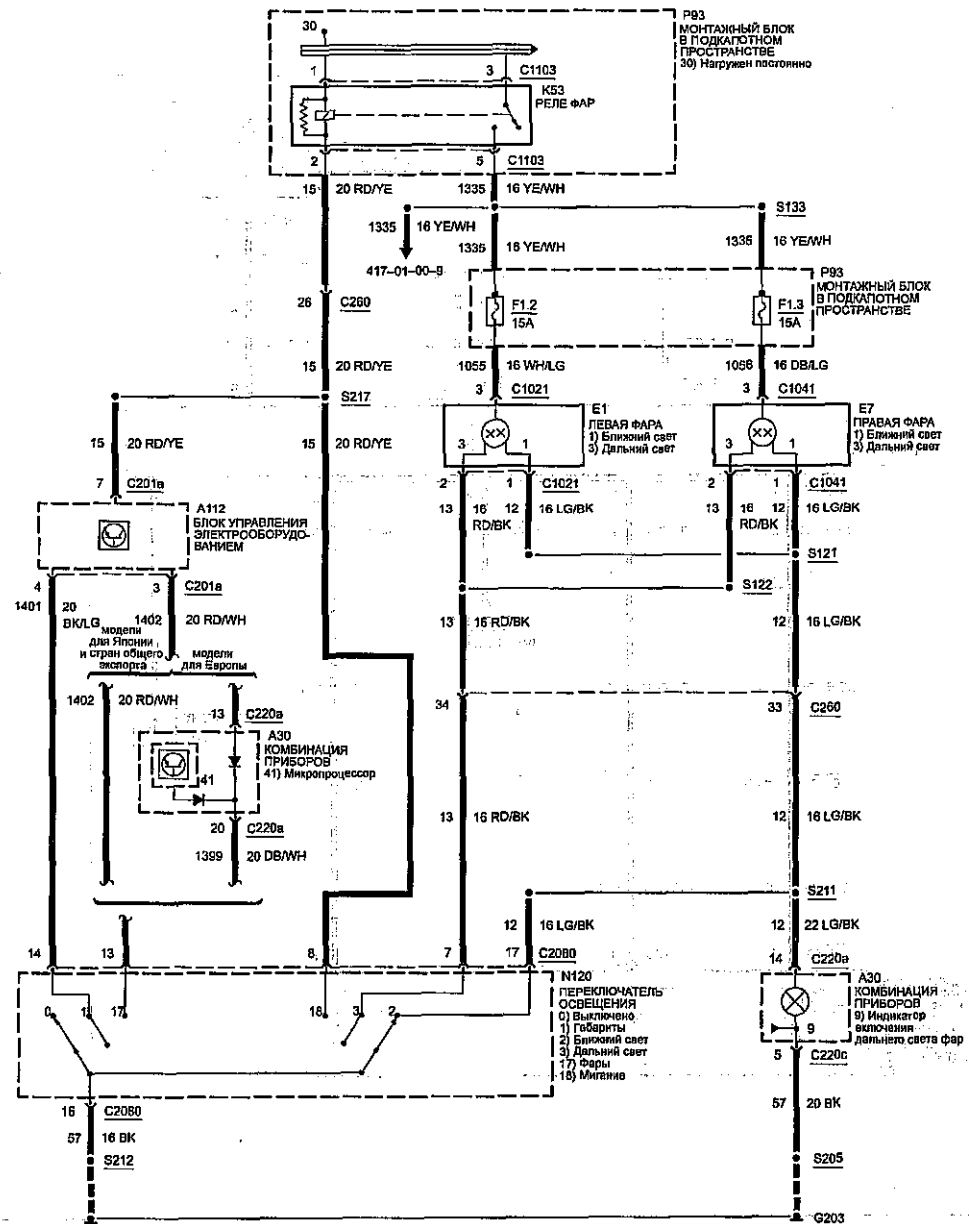 P93
МОНТАЖНЫЙ БЛОК
В ПОДКАПОТНОМ
ПРОСТРАНСТВЕ
30) Нагружен постоянно
30
1
3
C1103
K53
РЕЛЕ ФАР
2
5
C1103
15
20 RD/YE
1335
16 YE/WH
S133
1335
16 YE/WH
1335
16 YE/WH
1335
16 YE/WH
417-01-00-9
26
C260
P93
МОНТАЖНЫЙ БЛОК
В ПОДКАПОТНОМ
ПРОСТРАНСТВЕ
F1.2
15A
F1.3
15A
15
20 RD/YE
1055
16 WH/LG
1056
16 DB/LG
3
C1021
3
C1041
S217
E1
ЛЕВАЯ ФАРА
1) Ближний свет
3) Дальний свет
E7
ПРАВАЯ ФАРА
1) Ближний свет
3) Дальний свет
3
1
3
1
15
20 RD/YE
15
20 RD/YE
7
C201a
2
1
C1021
2
1
C1041
A112
БЛОК УПРАВЛЕНИЯ
ЭЛЕКТРООБОРУДО-
ВАНИЕМ
13
16
RD/BK
12
16 LG/BK
13
16
RD/BK
12
16 LG/BK
S121
4
3
C201a
S122
1401
20
BK/LG
1402
20 RD/WH
13
16 RD/BK
12
16 LG/BK
модели
для Японии
и стран общего
экспорта
модели
для Европы
1402
20 RD/WH
13
C220a
34
33
C260
A30
КОМБИНАЦИЯ
ПРИБОРОВ
41) Микропроцессор
41
20
C220a
13
16 RD/BK
12
16 LG/BK
1399
20 DB/WH
S211
12
16 LG/BK
12
22 LG/BK
14
13
8
7
17
C2080
14
C220a
N120
ПЕРЕКЛЮЧАТЕЛЬ
ОСВЕЩЕНИЯ
0) Выключено
1) Габариты
2) Ближний свет
3) Дальний свет
17) Фары
18) Мигание
A30
КОМБИНАЦИЯ
ПРИБОРОВ
9) Индикатор
включения
дальнего света фар
0
1
17
18
3
2
9
5
C220c
16
C2080
57
16 BK
57
20 BK
S212
S205
G203